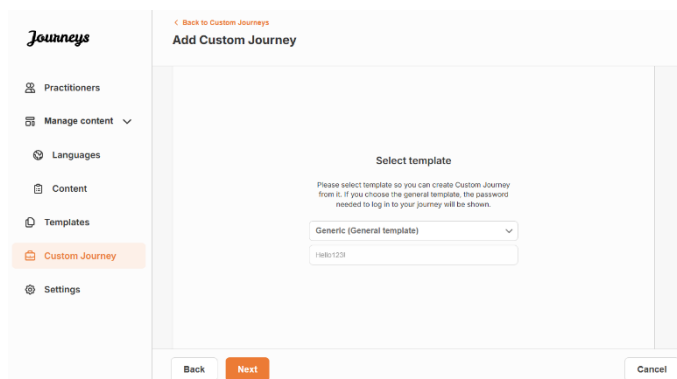 Journeys
Practitioners
Manage content
Languages
Content
Templates
Custom Journey
Settings
Back to Custom Journeys
Add Custom Journey
Select template
Please select template so you can create Custom Journey
from it. If you choose the general template, the password
needed to log in to your journey will be shown.
Generic (General template)
Hello123!
Back
Next
Cancel